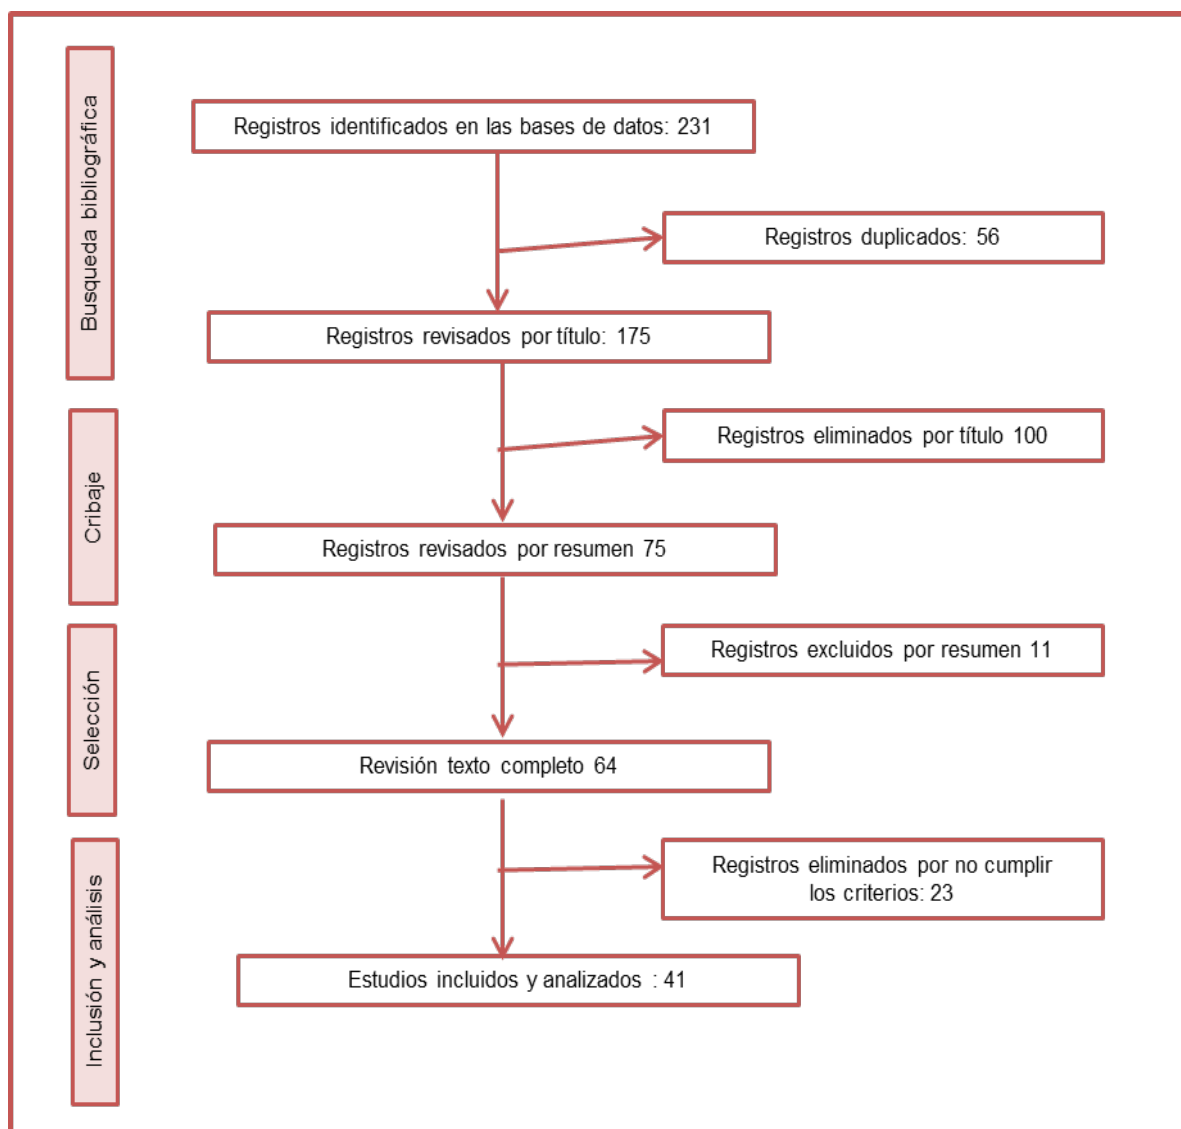 Busqueda bibliográfica
Registros identificados en las bases de datos: 231
Registros duplicados: 56
Registros revisados por título: 175
Cribaje
Registros eliminados por título 100
Registros revisados por resumen 75
Selección
Registros excluidos por resumen 11
Revisión texto completo 64
Inclusión y análisis
Registros eliminados por no cumplir
los criterios: 23
Estudios incluidos y analizados : 41